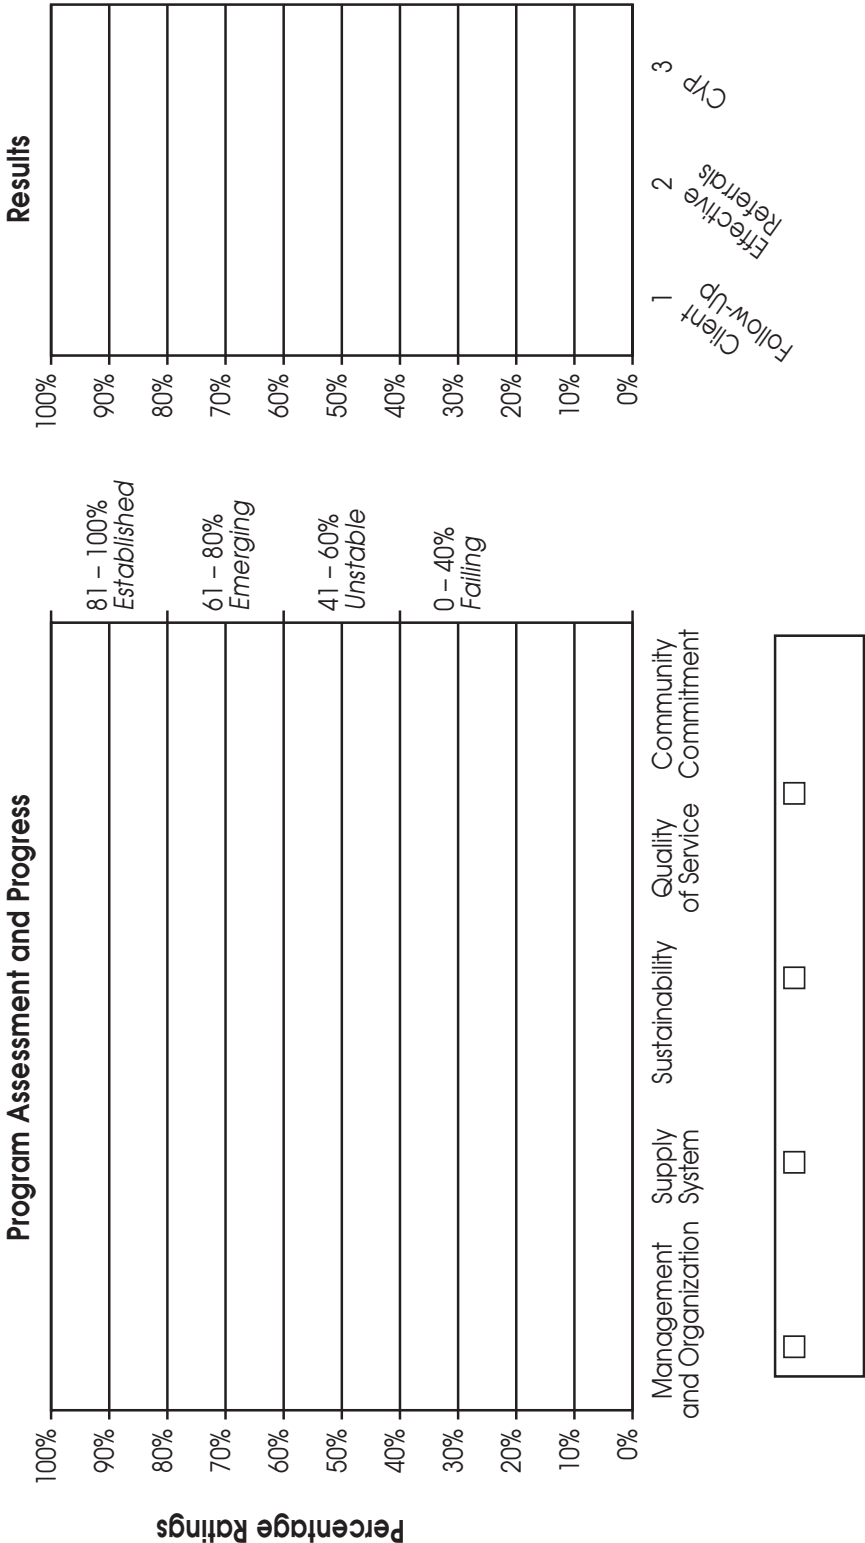 Program Assessment and Progress
Percentage Ratings
100%
90%
80%
70%
60%
50%
40%
30%
20%
10%
0%
81 – 100%
Established
61 – 80%
Emerging
41 – 60%
Unstable
0 – 40%
Failing
Management
and Organization
Supply
System
Sustainability
Quality
of Service
Community
Commitment
Results
100%
90%
80%
70%
60%
50%
40%
30%
20%
10%
0%
1
2
3
Client
Follow-Up
Effective
Referrals
CYP